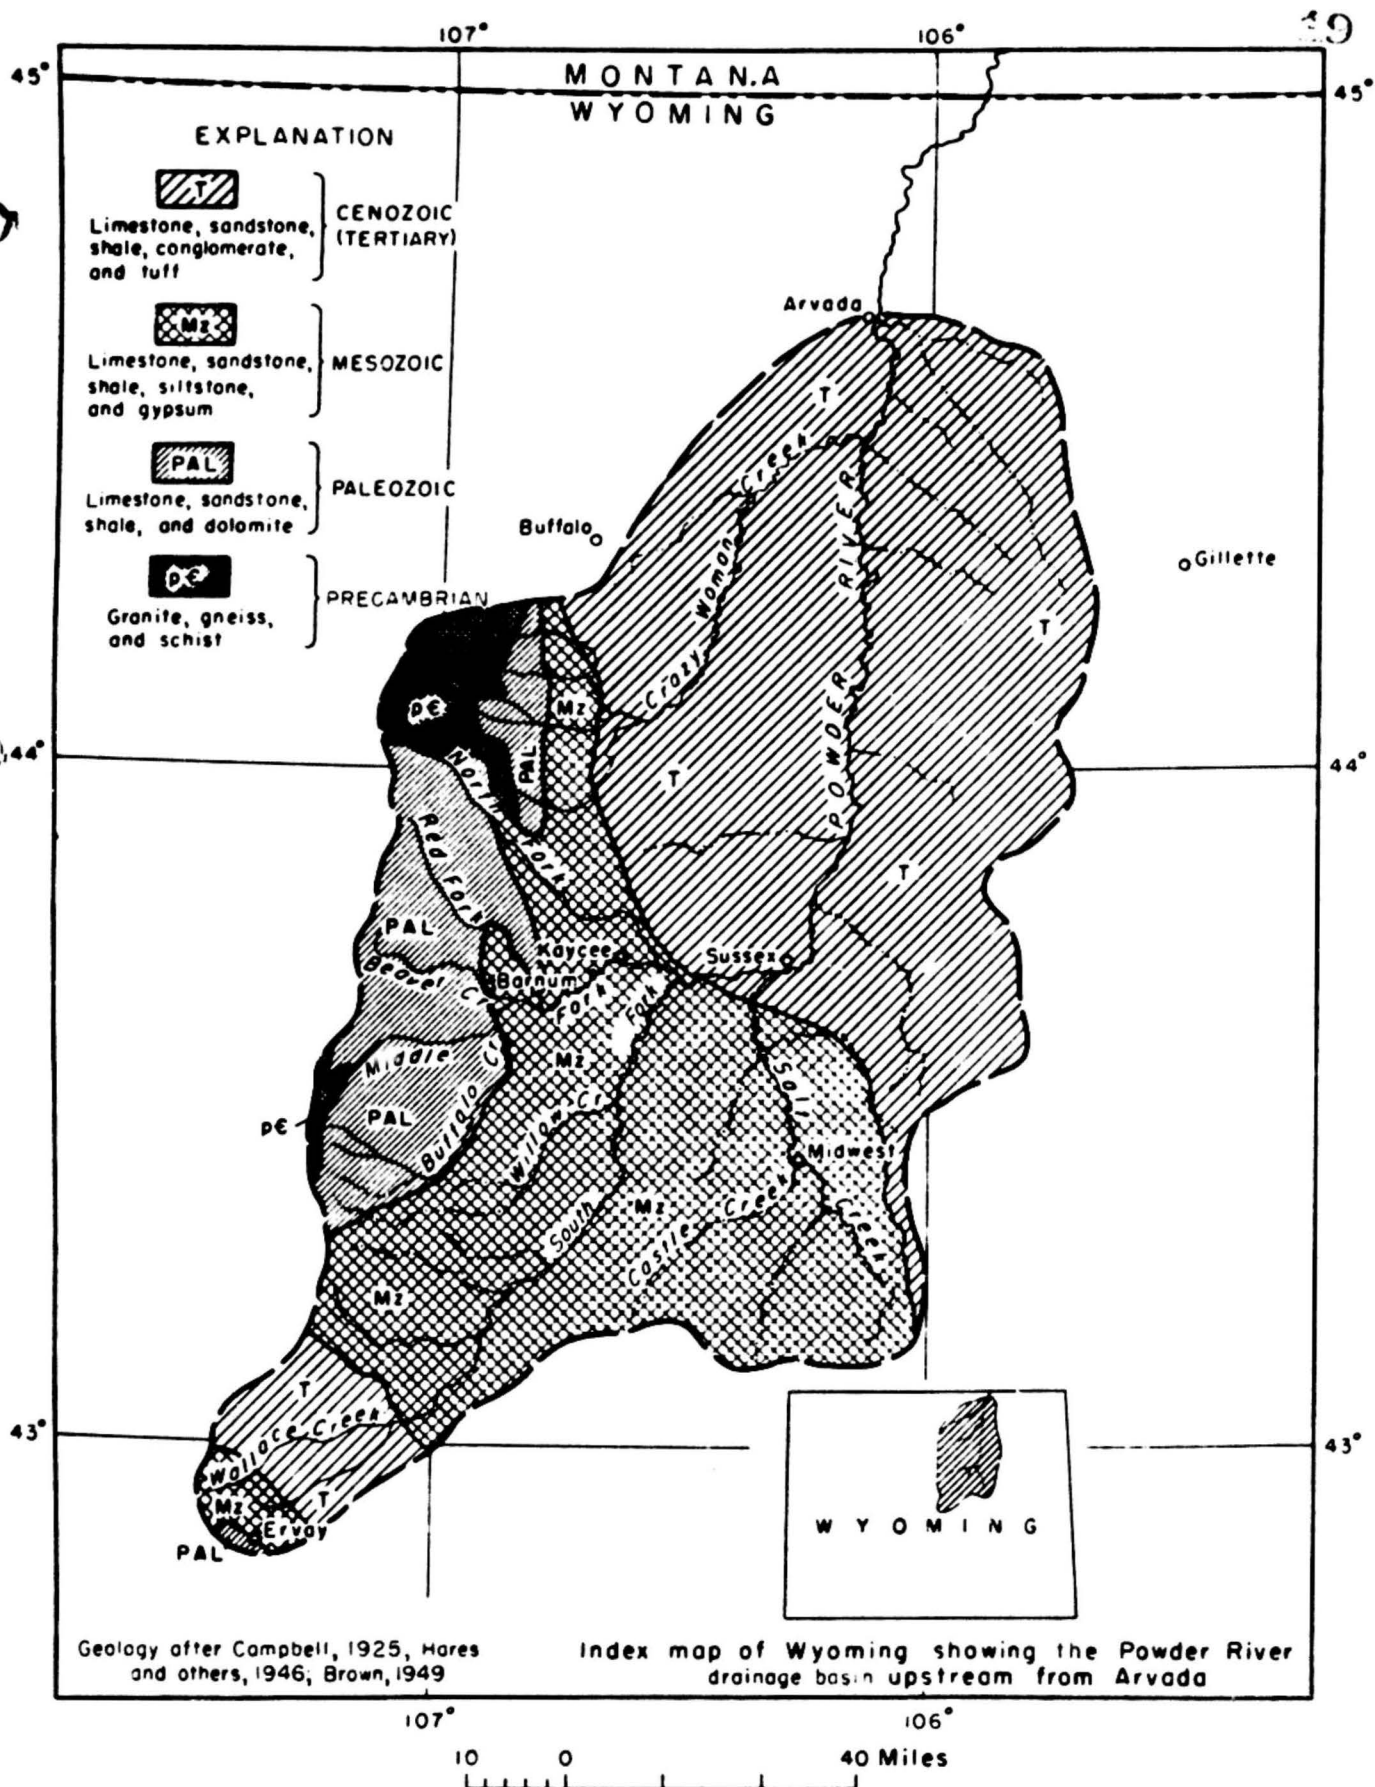 19
107° 106°
45° MONTANA 45°
WYOMING
EXPLANATION
T
Limestone, sandstone,
shale, conglomerate,
and tuff
CENOZOIC
(TERTIARY)
Mz
Limestone, sandstone,
shale, siltstone,
and gypsum
MESOZOIC
PAL
Limestone, sandstone,
shale, and dolomite
PALEOZOIC
p€
Granite, gneiss,
and schist
PRECAMBRIAN
Arvada
T
Crazy Woman Creek
POWDER RIVER
Buffalo
Gillette
T
p€
Mz
PAL
44° 44°
T
North Fork
Red Fork
T
PAL
Kaycee
Sussex
Beaver Cr
Barnum
Middle Fork
Mz
Salt Creek
p€
PAL
Buffalo Cr
Willow Cr
South Fork
Midwest
Mz
Castle Creek
Mz
T
Wallace Creek
43° 43°
Mz
T
Ervay
PAL
WYOMING
Geology after Campbell, 1925, Hares
and others, 1946; Brown, 1949
Index map of Wyoming showing the Powder River
drainage basin upstream from Arvada
107° 106°
10 0 40 Miles